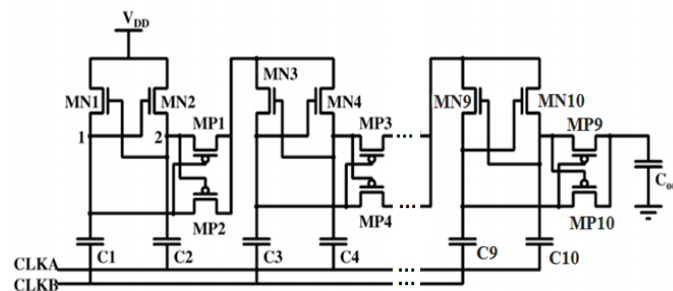 VDD
MN1 MN2 MN3 MN4 MN9 MN10
1 2 MP1 MP3 ... MP9
MP2 MP4 ... MP10
C1 C2 C3 C4 C9 C10
CLKA
CLKB ...